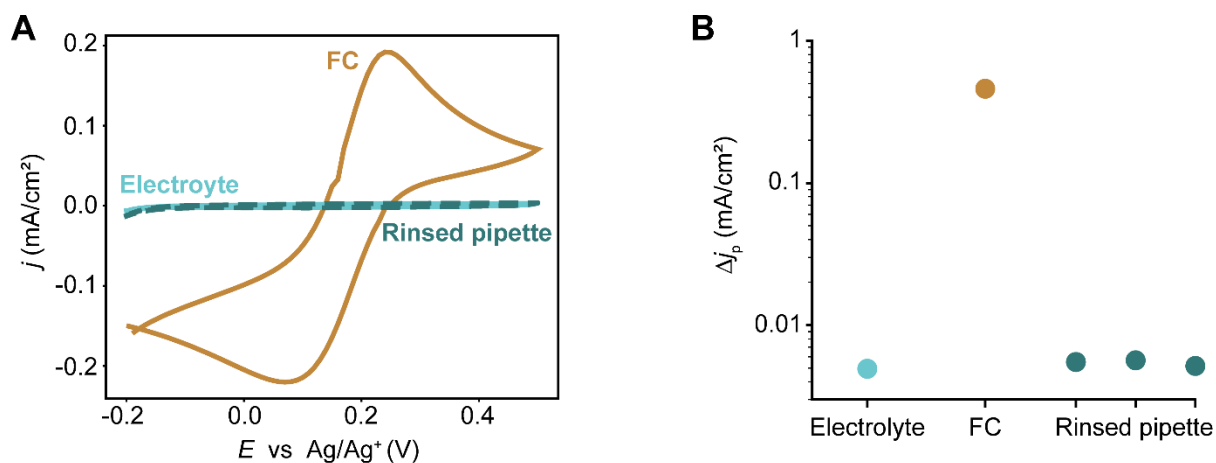 A
0.2
0.1
0.0
-0.1
-0.2
j (mA/cm²)
FC
Electroyte
Rinsed pipette
-0.2 0.0 0.2 0.4
E vs Ag/Ag⁺ (V)
B
1
0.1
0.01
Δjₚ (mA/cm²)
Electrolyte FC Rinsed pipette